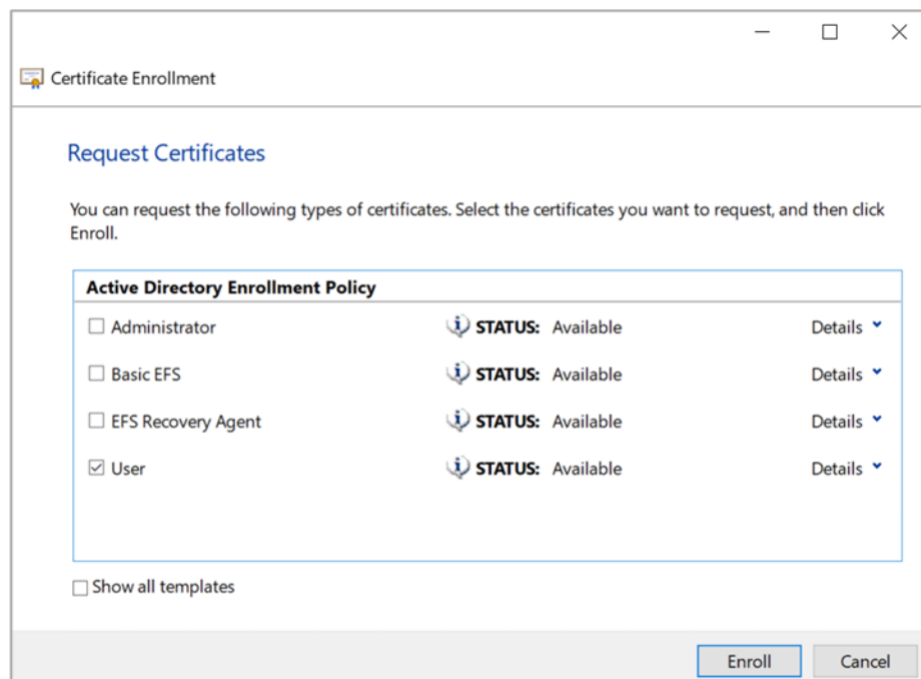 Certificate Enrollment
Request Certificates
You can request the following types of certificates. Select the certificates you want to request, and then click
Enroll.
Active Directory Enrollment Policy
Administrator STATUS: Available Details
Basic EFS STATUS: Available Details
EFS Recovery Agent STATUS: Available Details
User STATUS: Available Details
Show all templates
Enroll Cancel